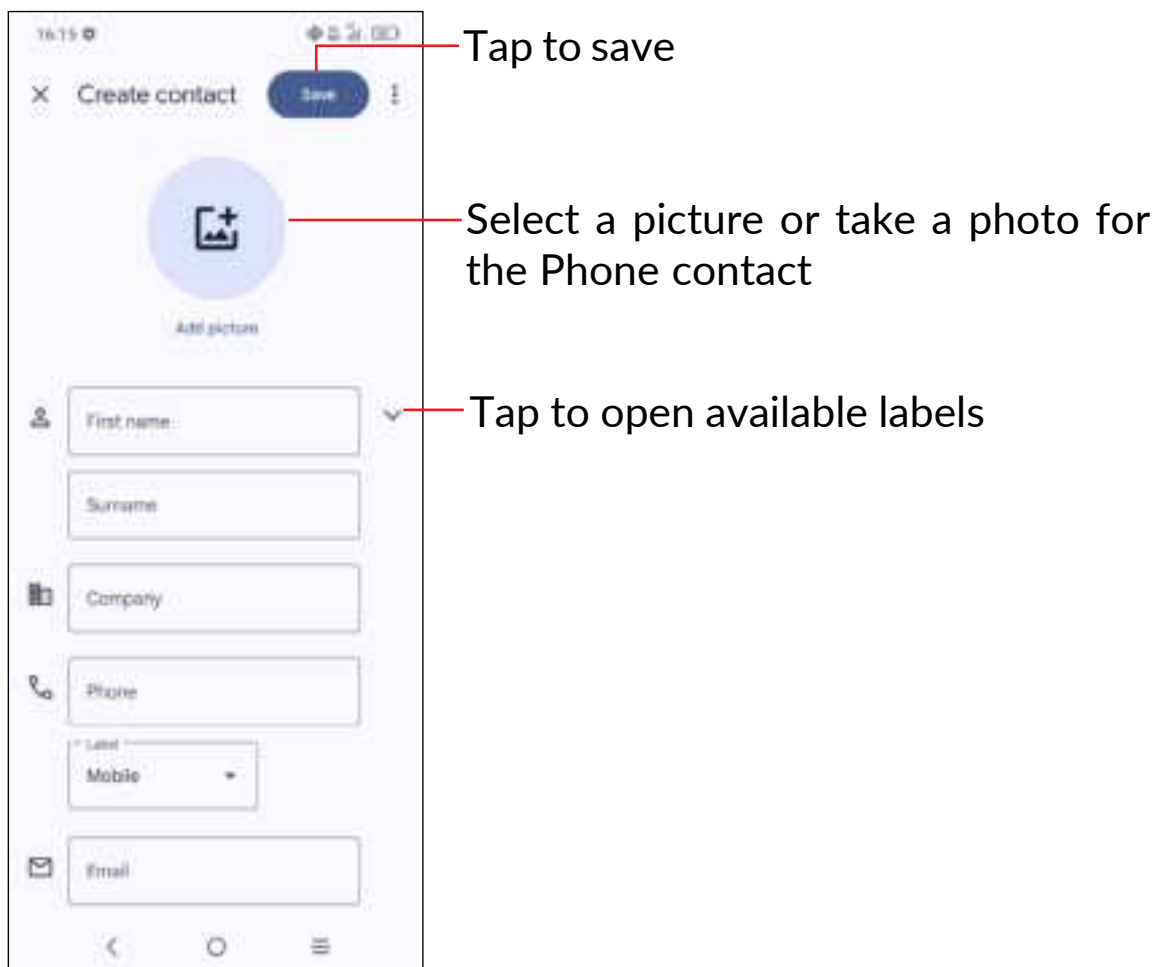 16:15
Tap to save
Create contact
Save
Select a picture or take a photo for
the Phone contact
Add picture
First name
Tap to open available labels
Surname
Company
Phone
Label
Mobile
Email